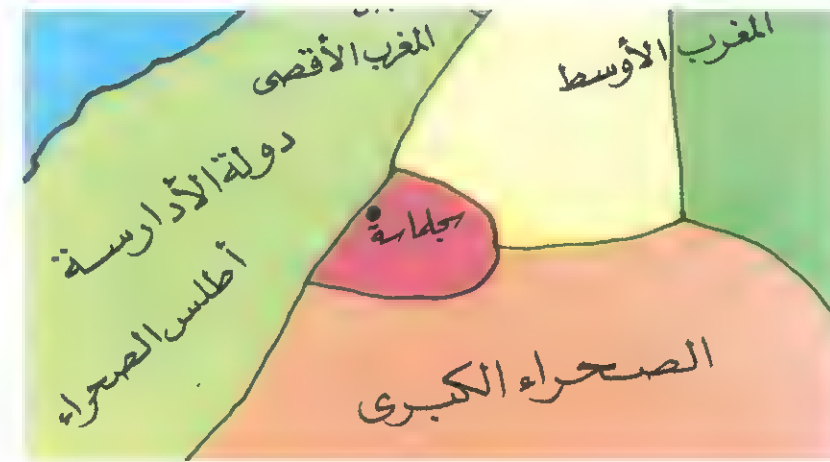 المغرب الأقصى
المغرب الأوسط
دولة الأدارسة
سجلماسة
أطلس الصحراء
الصحراء الكبرى